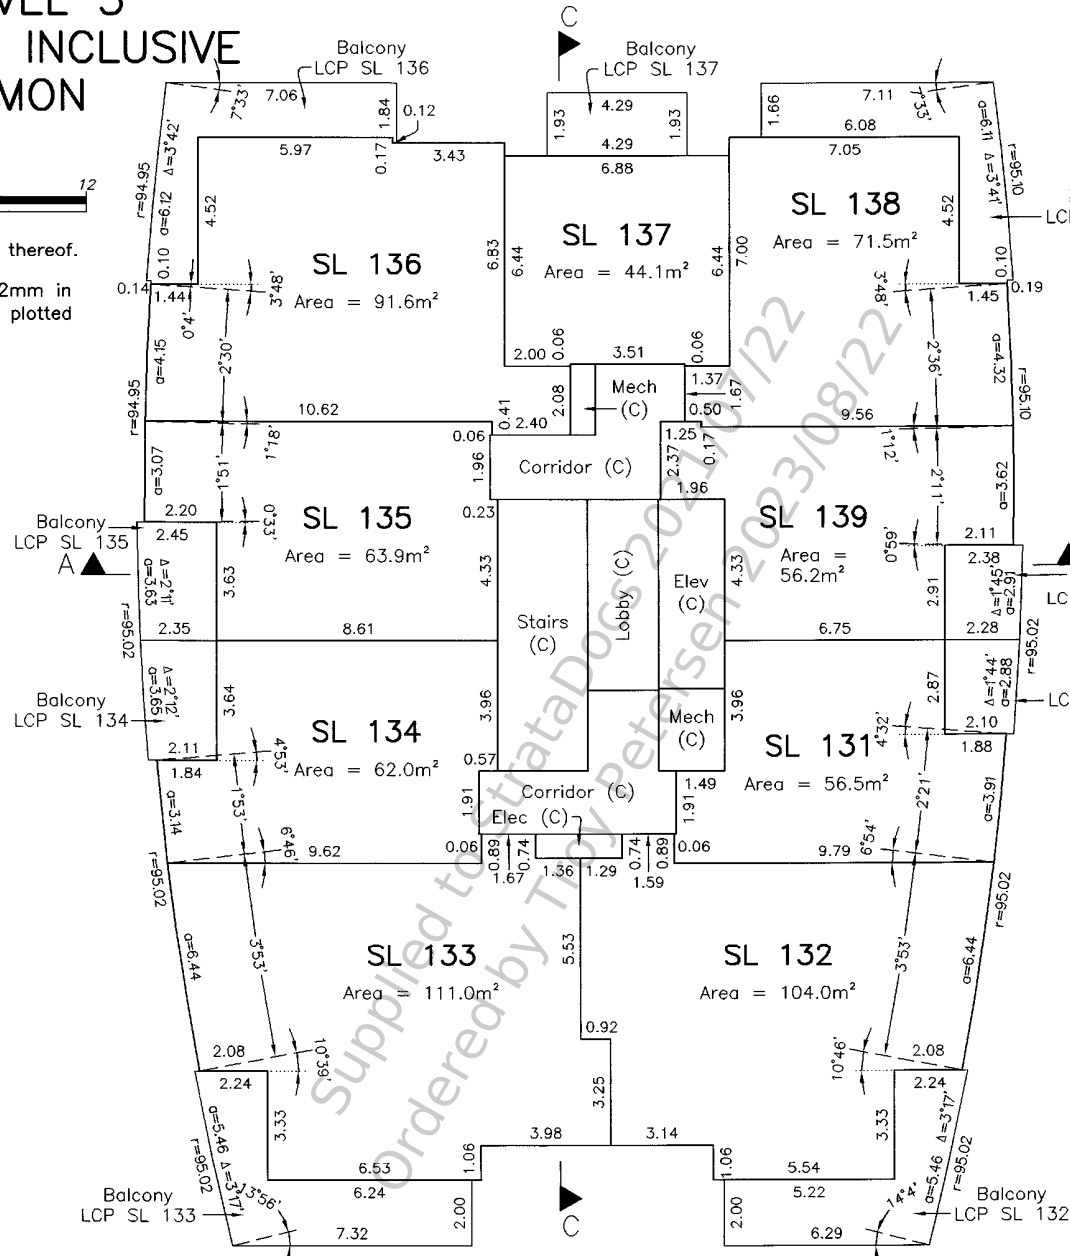 VEL 3
INCLUSIVE
MMON
12
thereof.
2mm in
plotted
C
Balcony
LCP SL 136
Balcony
LCP SL 137
7.06
1.84
0.12
4.29
1.93
1.93
4.29
1.66
7.11
7°33'
7°33'
5.97
0.17
3.43
6.88
6.08
7.05
r=94.95
a=6.12 Δ=3°42'
a=6.11 Δ=3°41'
r=95.10
LC
4.52
SL 136
Area = 91.6m²
6.83
6.44
SL 137
Area = 44.1m²
6.44
7.00
SL 138
Area = 71.5m²
4.52
0.10
0.10
0.14
1.44
3°48'
0°4'
3°48'
1.45
0.19
a=4.15
2°30'
2.00
0.06
3.51
0.06
2°36'
a=4.32
r=94.95
r=95.10
Mech
(C)
2.08
1.37
1.67
0.50
10.62
0.41
2.40
9.56
0.06
1.25
0.17
1°18'
1°12'
Corridor (C)
1.96
2.37
1.96
a=3.07
1°51'
2°11'
a=3.62
2.20
0°33'
SL 135
Area = 63.9m²
0.23
SL 139
Area =
56.2m²
0°59'
2.11
Balcony
LCP SL 135
2.45
2.38
A
Δ=2°11'
a=3.63
3.63
4.33
Stairs
(C)
Lobby (C)
Elev
(C)
4.33
2.91
Δ=1°45'
a=2.91
LC
r=95.02
2.35
8.61
6.75
2.28
r=95.02
Balcony
LCP SL 134
Δ=2°12'
a=3.65
3.64
SL 134
Area = 62.0m²
3.96
Mech
(C)
3.96
SL 131
Area = 56.5m²
2.87
Δ=1°44'
a=2.88
LC
2.11
4°53'
4°32'
2.10
1.84
0.57
1.88
a=3.14
1°53'
1.91
Corridor (C)
1.49
1.91
2°21'
a=3.91
Elec (C)
6°46'
9.62
0.06
0.89
0.74
0.74
0.89
0.06
9.79
6°54'
1.67
1.36
1.29
1.59
r=95.02
r=95.02
a=6.44
3°53'
SL 133
Area = 111.0m²
5.53
SL 132
Area = 104.0m²
3°53'
a=6.44
0.92
2.08
10°39'
10°46'
2.08
2.24
2.24
3.33
3.25
3.33
3.98
3.14
a=5.46 Δ=3°17'
r=95.02
6.53
1.06
1.06
5.54
a=5.46 Δ=3°17'
r=95.02
6.24
5.22
Balcony
LCP SL 133
13°56'
2.00
2.00
14°4'
Balcony
LCP SL 132
7.32
6.29
C
Supplied to StrataDocs 2021/07/22
Ordered by Troy Petersen 2023/08/22